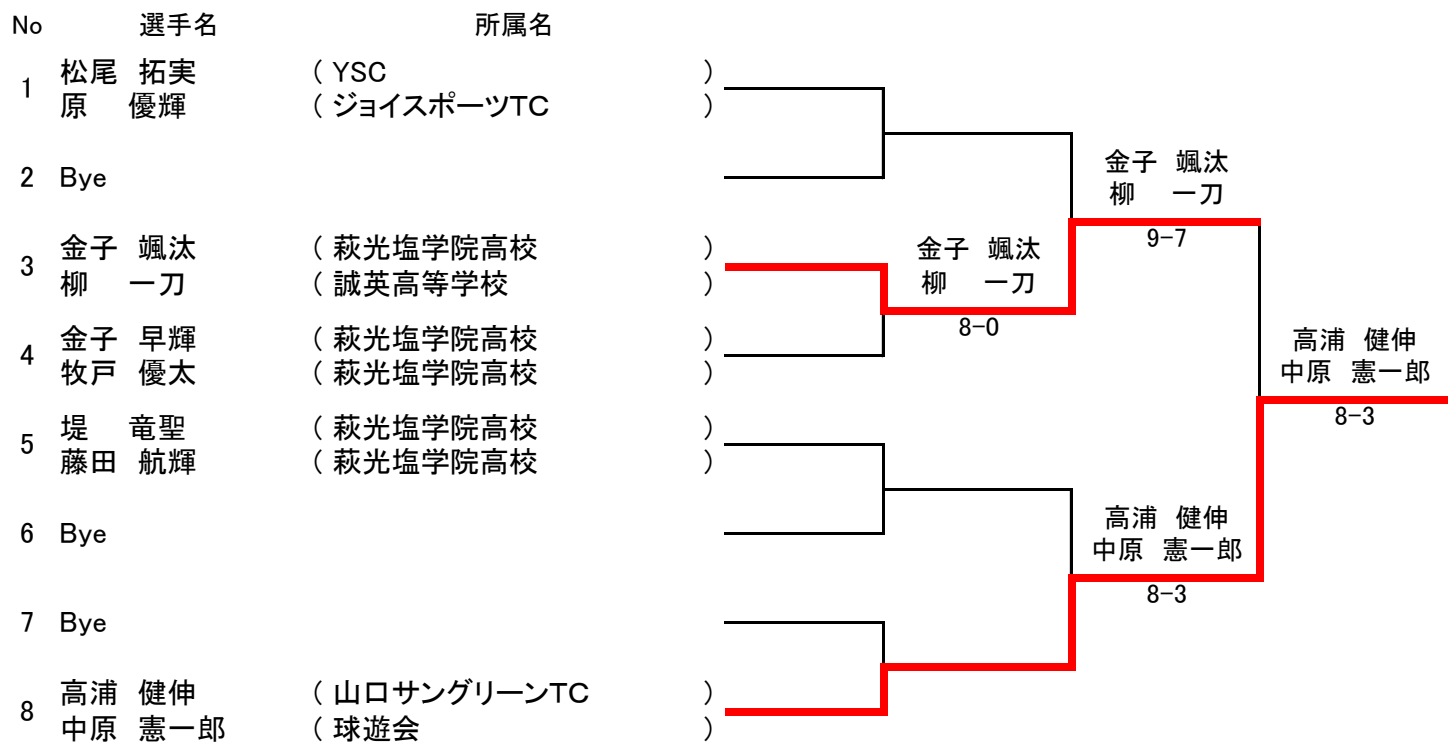 No 選手名 所属名
松尾 拓実 ( YSC )
1
原 優輝 ( ジョイスポーツTC )
2 Bye
金子 颯汰 ( 萩光塩学院高校 )
3
柳 一刀 ( 誠英高等学校 )
金子 早輝 ( 萩光塩学院高校 )
4
牧戸 優太 ( 萩光塩学院高校 )
堤 竜聖 ( 萩光塩学院高校 )
5
藤田 航輝 ( 萩光塩学院高校 )
6 Bye
7 Bye
高浦 健伸 ( 山口サングリーンTC )
8
中原 憲一郎 ( 球遊会 )
金子 颯汰
柳 一刀
8-0
金子 颯汰
柳 一刀
9-7
高浦 健伸
中原 憲一郎
8-3
高浦 健伸
中原 憲一郎
8-3